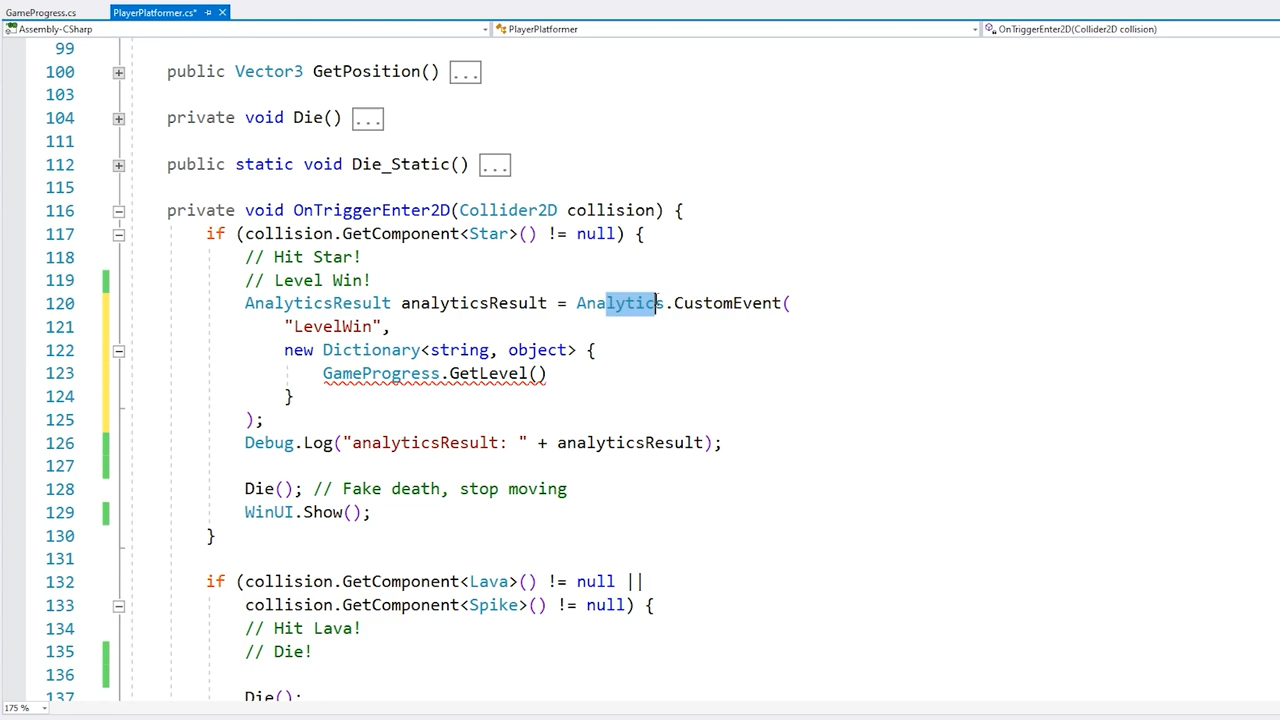 GameProgress.cs PlayerPlatformer.cs*
Assembly-CSharp PlayerPlatformer OnTriggerEnter2D(Collider2D collision)
99
100 public Vector3 GetPosition() ...
103
104 private void Die() ...
111
112 public static void Die_Static() ...
115
116 private void OnTriggerEnter2D(Collider2D collision) {
117 if (collision.GetComponent<Star>() != null) {
118 // Hit Star!
119 // Level Win!
120 AnalyticsResult analyticsResult = Analytics.CustomEvent(
121 "LevelWin",
122 new Dictionary<string, object> {
123 GameProgress.GetLevel()
124 }
125 );
126 Debug.Log("analyticsResult: " + analyticsResult);
127
128 Die(); // Fake death, stop moving
129 WinUI.Show();
130 }
131
132 if (collision.GetComponent<Lava>() != null ||
133 collision.GetComponent<Spike>() != null) {
134 // Hit Lava!
135 // Die!
136
137 Die();
175 %